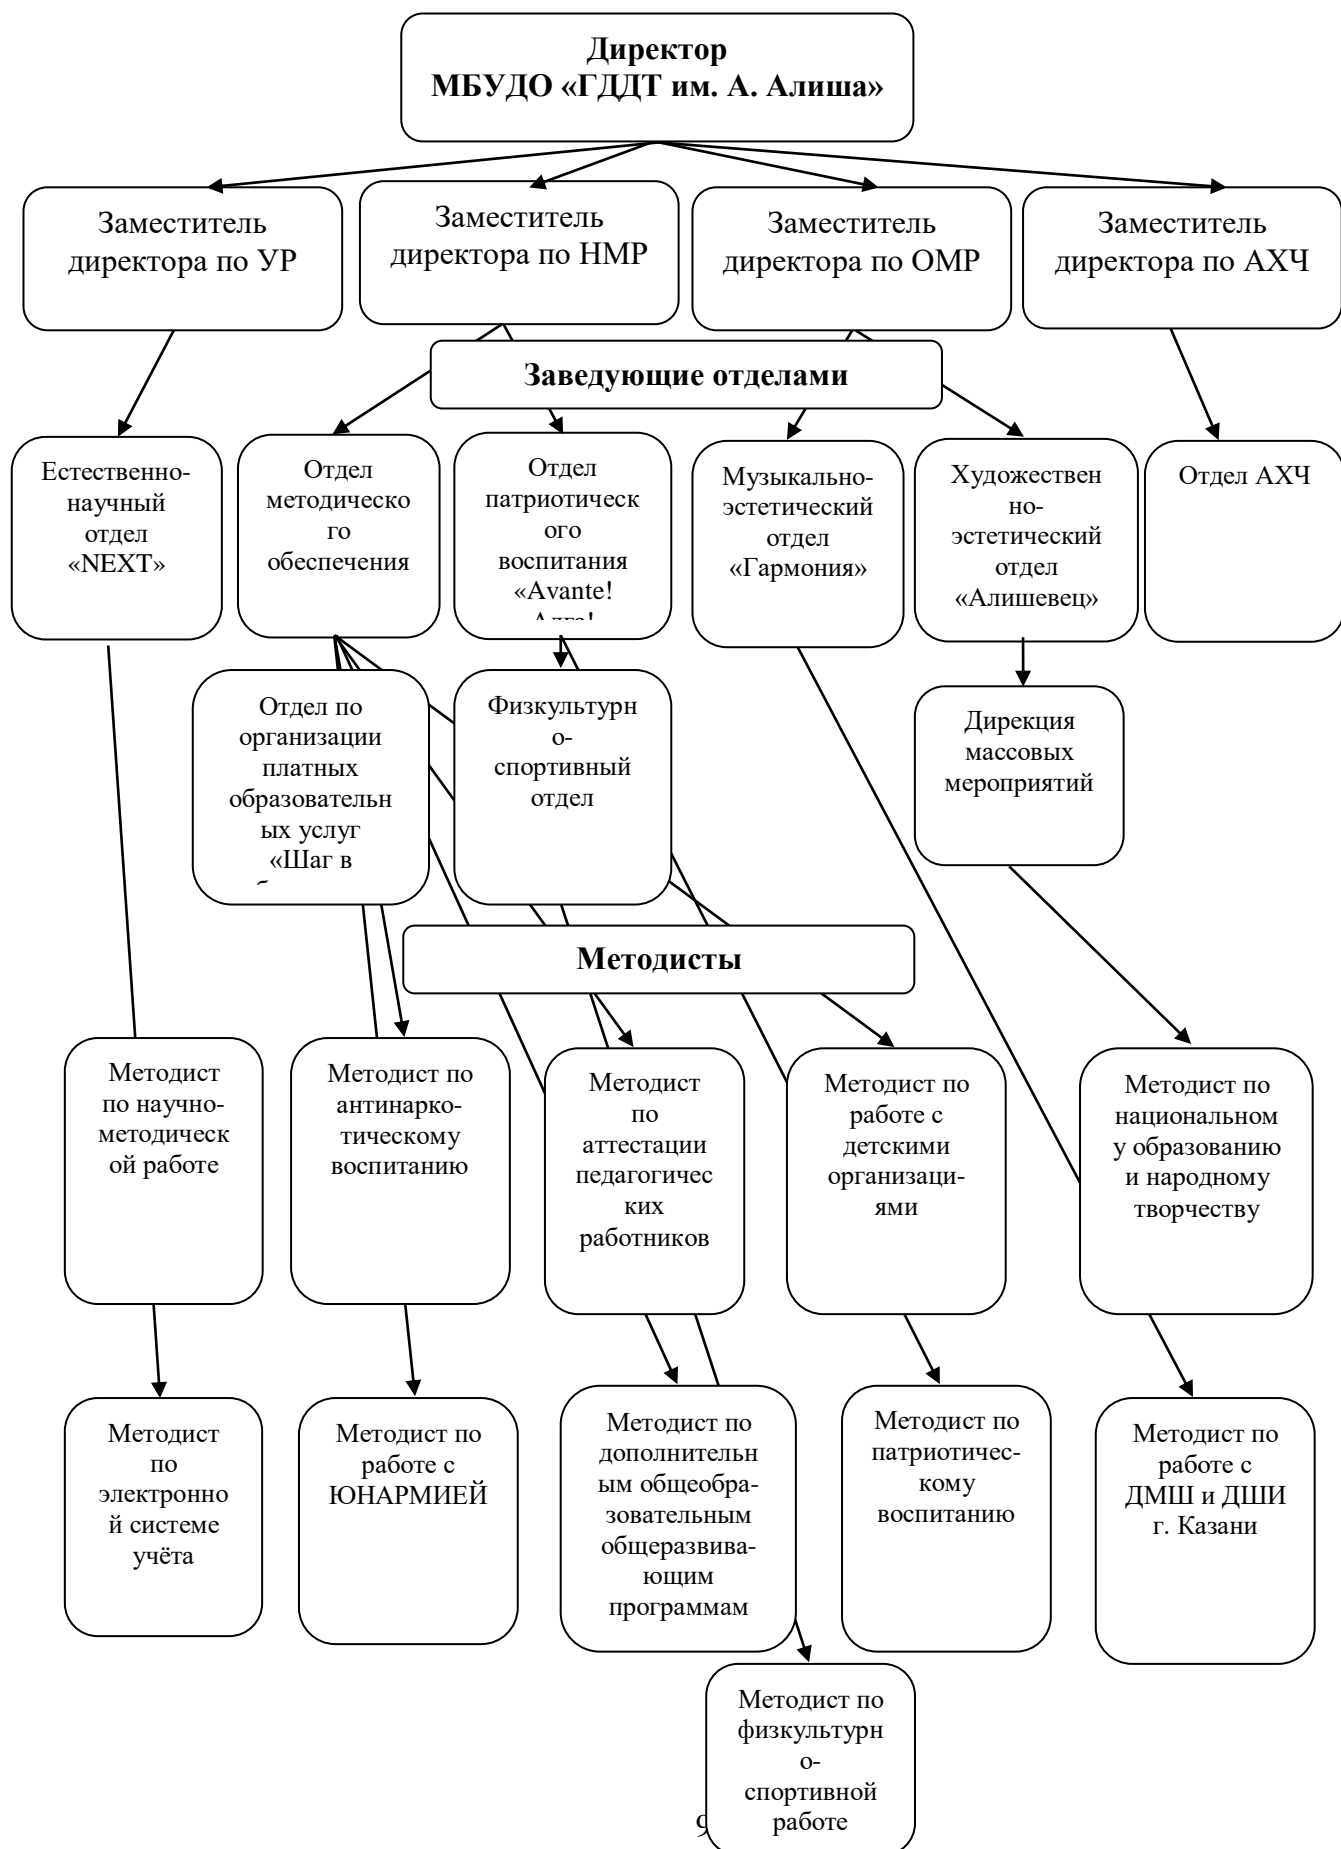 Директор
МБУДО «ГДДТ им. А. Алиша»
Заместитель
директора по УР
Заместитель
директора по НМР
Заместитель
директора по ОМР
Заместитель
директора по АХЧ
Заведующие отделами
Естественно-
научный
отдел
«NEXT»
Отдел
методическо
го
обеспечения
Отдел
патриотическ
ого
воспитания
«Avante!
Музыкально-
эстетический
отдел
«Гармония»
Художествен
но-
эстетический
отдел
«Алишевец»
Отдел АХЧ
Отдел по
организации
платных
образовательн
ых услуг
«Шаг в
Физкультурн
о-
спортивный
отдел
Дирекция
массовых
мероприятий
Методисты
Методист
по научно-
методическ
ой работе
Методист по
антинарко-
тическому
воспитанию
Методист
по
аттестации
педагогичес
ких
работников
Методист по
работе с
детскими
организаци-
ями
Методист по
национальном
у образованию
и народному
творчеству
Методист
по
электронно
й системе
учёта
Методист по
работе с
ЮНАРМИЕЙ
Методист по
дополнительн
ым общеобра-
зовательным
общеразвива-
ющим
программам
Методист по
патриотичес-
кому
воспитанию
Методист по
работе с
ДМШ и ДШИ
г. Казани
Методист по
физкультурн
о-
спортивной
работе
9